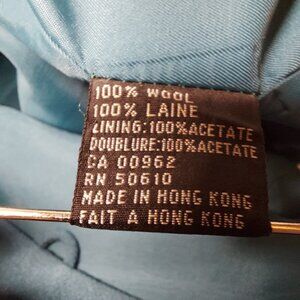 100% WOOL
100% LAINE
LINING:100%ACETATE
DOUBLURE:100%ACETATE
CA 00962
RN 50610
MADE IN HONG KONG
FAIT A HONG KONG